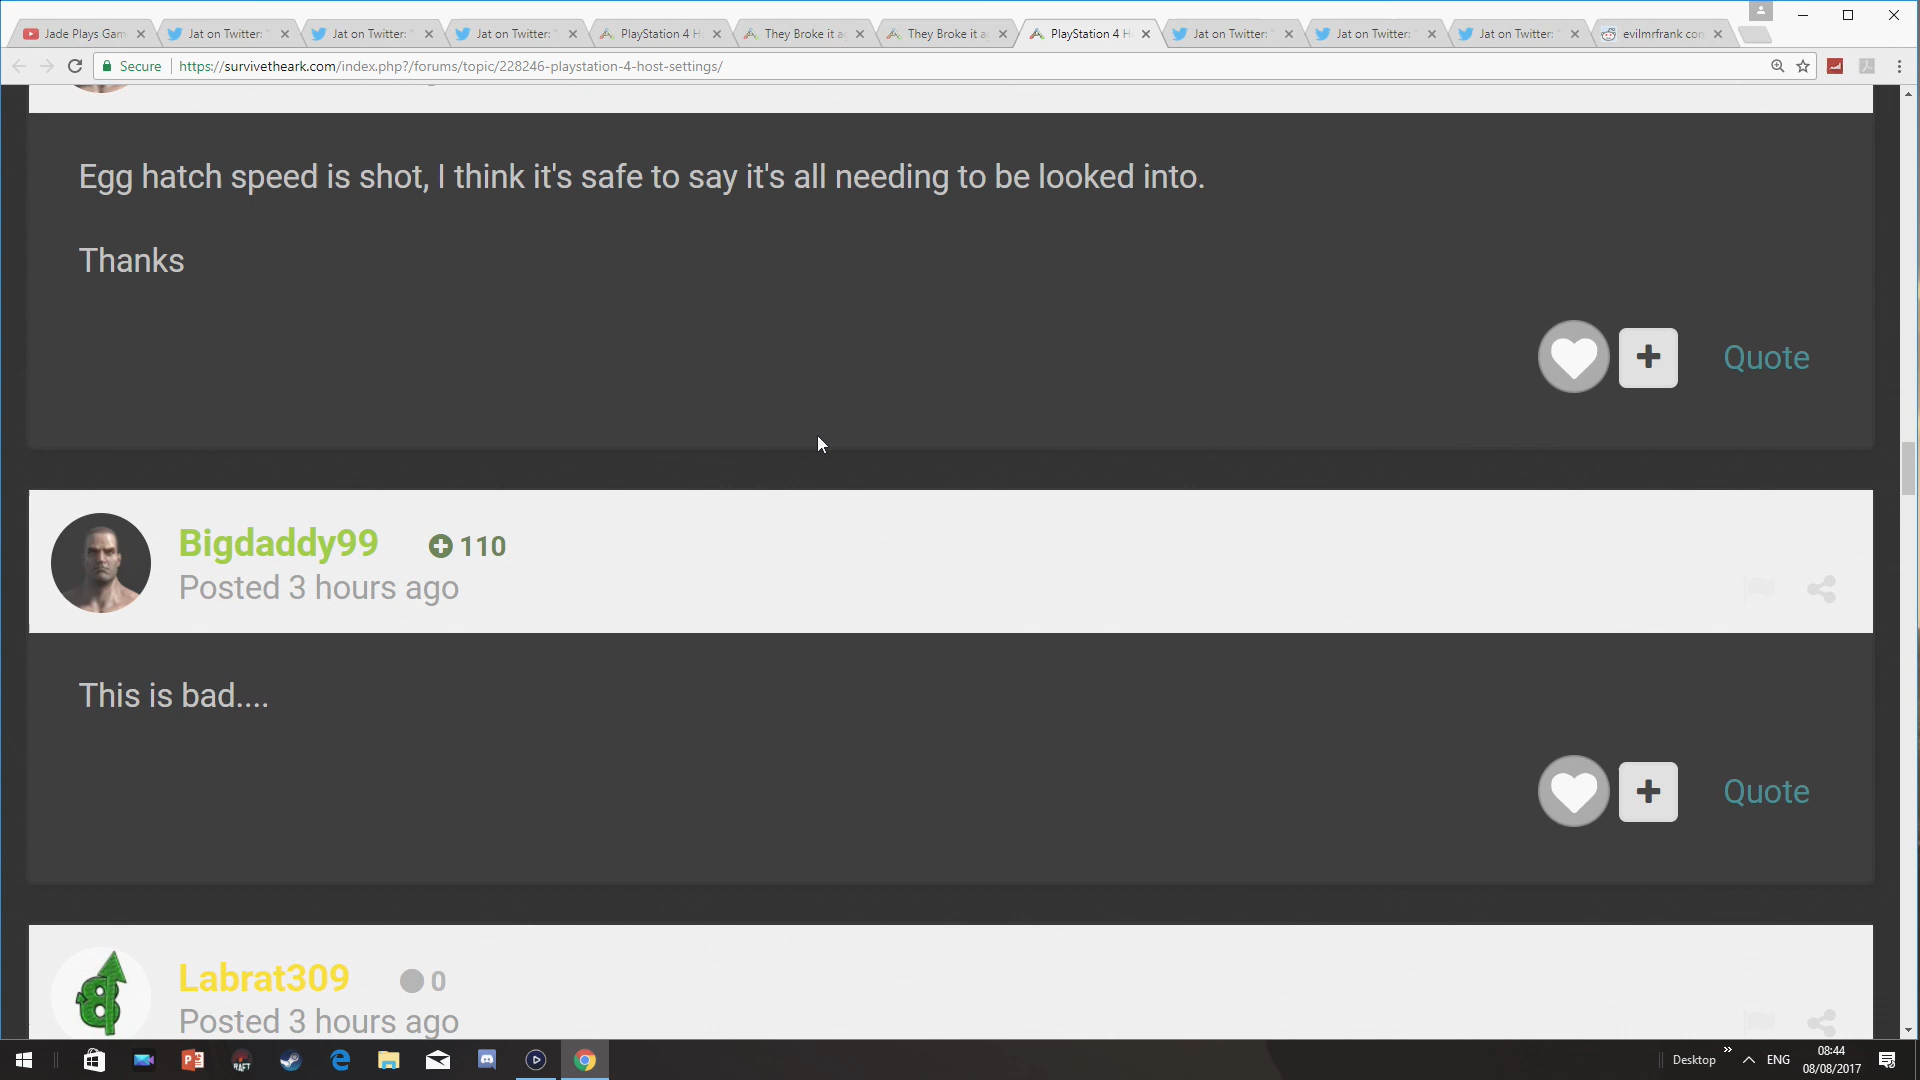 Jade Plays Gam
Jat on Twitter: "
Jat on Twitter: "
Jat on Twitter: "
PlayStation 4 H
They Broke it a
They Broke it a
PlayStation 4 H
Jat on Twitter: "
Jat on Twitter: "
Jat on Twitter: "
evilmrfrank con
Secure
https://survivetheark.com/index.php?/forums/topic/228246-playstation-4-host-settings/
Egg hatch speed is shot, I think it's safe to say it's all needing to be looked into.
Thanks
Quote
Bigdaddy99
110
Posted 3 hours ago
This is bad....
Quote
Labrat309
0
Posted 3 hours ago
RAFT
Desktop
ENG
08:44
08/08/2017